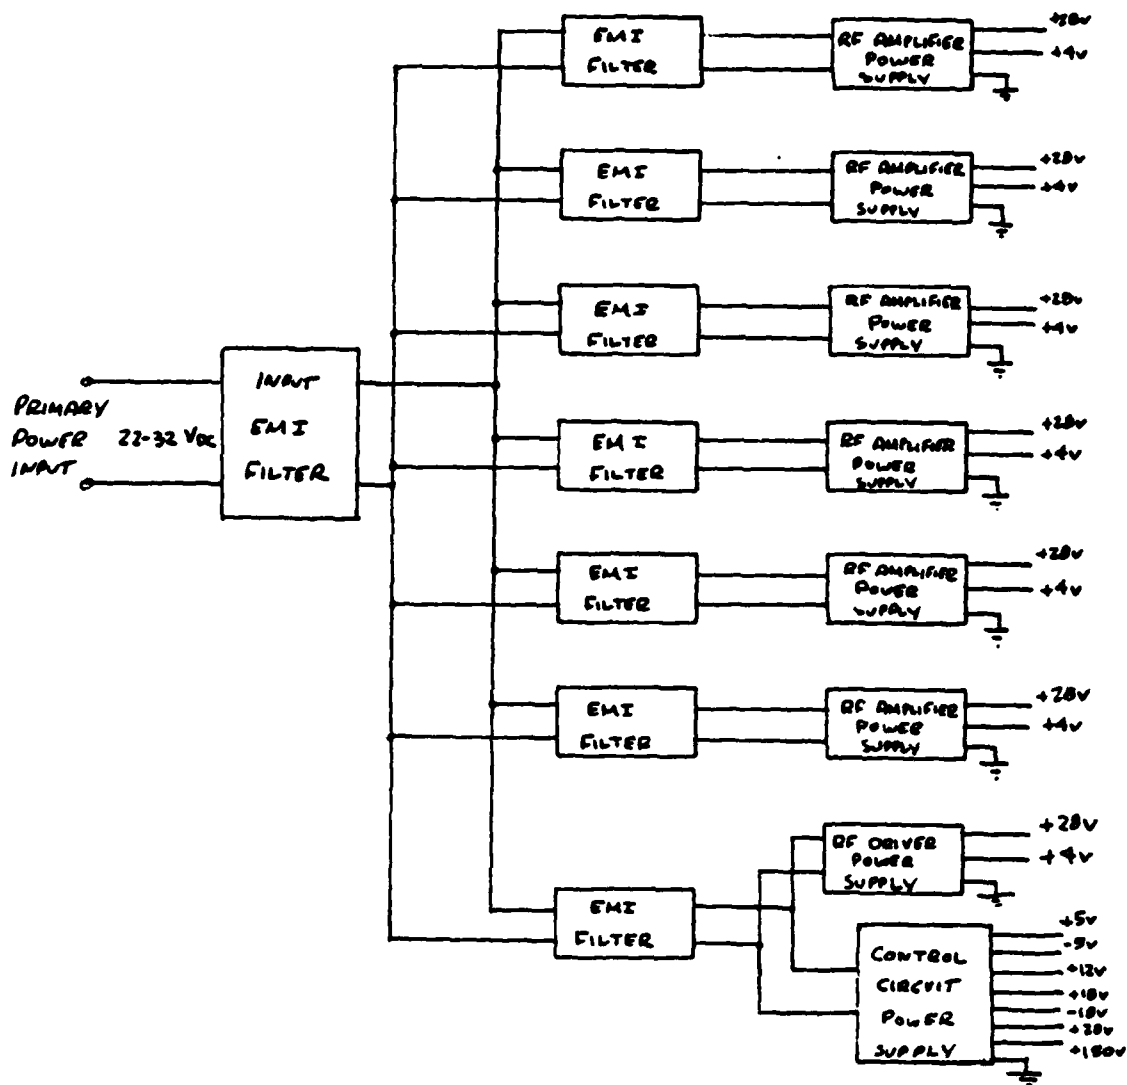 EMI
FILTER
RF AMPLIFIER
POWER
SUPPLY
+28V
+4V
EMI
FILTER
RF AMPLIFIER
POWER
SUPPLY
+28V
+4V
EMI
FILTER
RF AMPLIFIER
POWER
SUPPLY
+28V
+4V
PRIMARY
POWER 22-32 VDC
INPUT
INPUT
EMI
FILTER
EMI
FILTER
RF AMPLIFIER
POWER
SUPPLY
+28V
+4V
EMI
FILTER
RF AMPLIFIER
POWER
SUPPLY
+28V
+4V
EMI
FILTER
RF AMPLIFIER
POWER
SUPPLY
+28V
+4V
EMI
FILTER
RF DRIVER
POWER
SUPPLY
+28V
+4V
CONTROL
CIRCUIT
POWER
SUPPLY
+5V
-5V
+12V
+18V
-18V
+28V
+180V